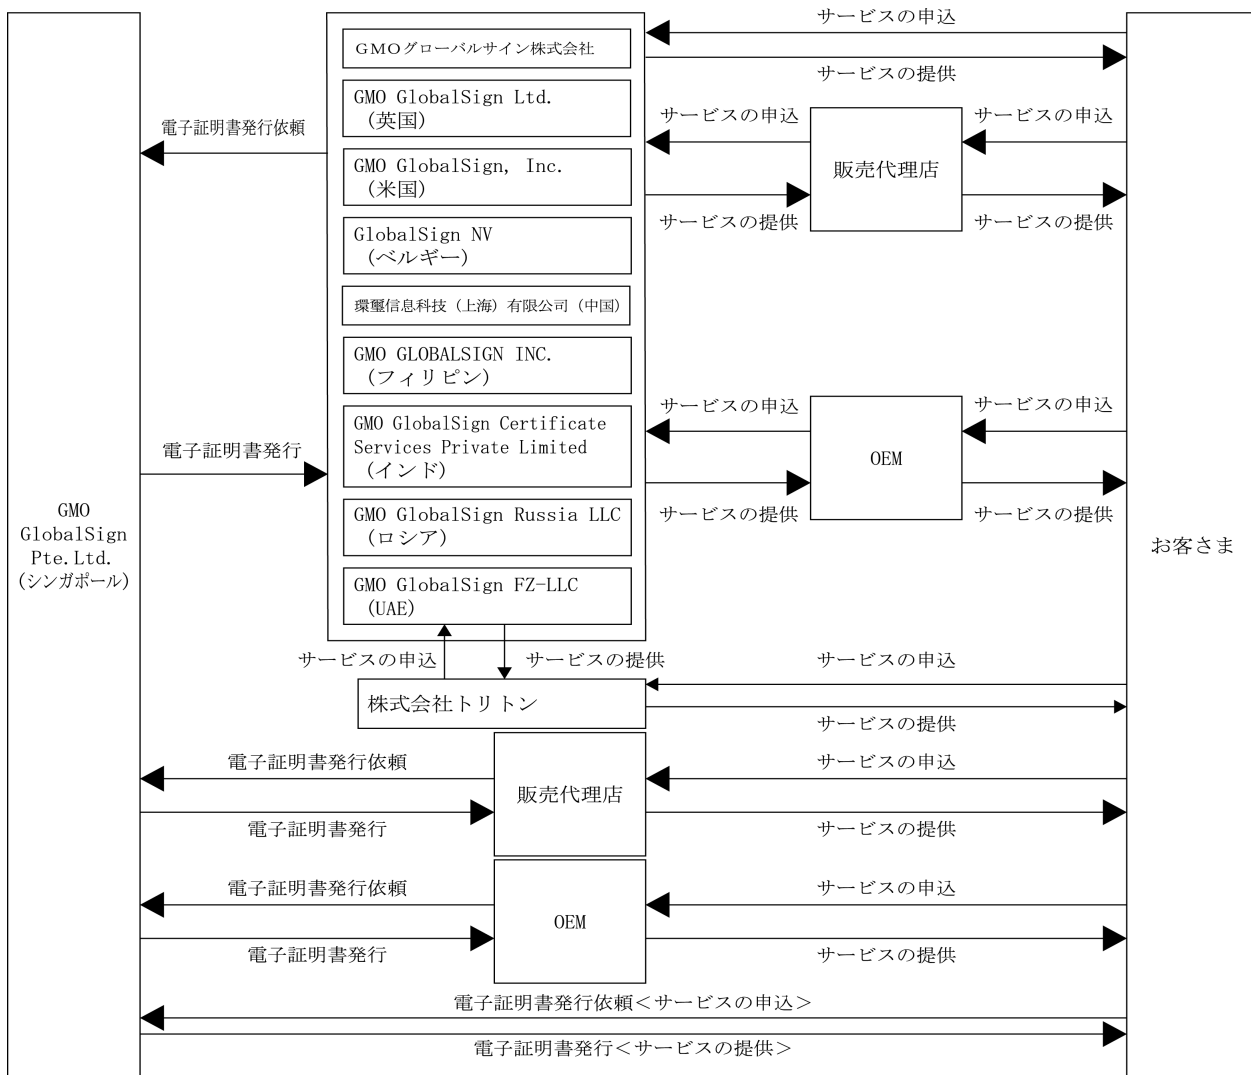 サービスの申込
GMOグローバルサイン株式会社
サービスの提供
GMO GlobalSign Ltd.
(英国)
電子証明書発行依頼
サービスの申込
サービスの申込
GMO GlobalSign, Inc.
(米国)
販売代理店
サービスの提供
サービスの提供
GlobalSign NV
(ベルギー)
環璽信息科技(上海)有限公司(中国)
GMO GLOBALSIGN INC.
(フィリピン)
サービスの申込
サービスの申込
GMO GlobalSign Certificate
Services Private Limited
(インド)
電子証明書発行
OEM
サービスの提供
サービスの提供
GMO GlobalSign Russia LLC
(ロシア)
GMO
GlobalSign
Pte.Ltd.
(シンガポール)
お客さま
GMO GlobalSign FZ-LLC
(UAE)
サービスの申込
サービスの提供
サービスの申込
株式会社トリトン
サービスの提供
電子証明書発行依頼
サービスの申込
販売代理店
電子証明書発行
サービスの提供
電子証明書発行依頼
サービスの申込
OEM
電子証明書発行
サービスの提供
電子証明書発行依頼<サービスの申込>
電子証明書発行<サービスの提供>